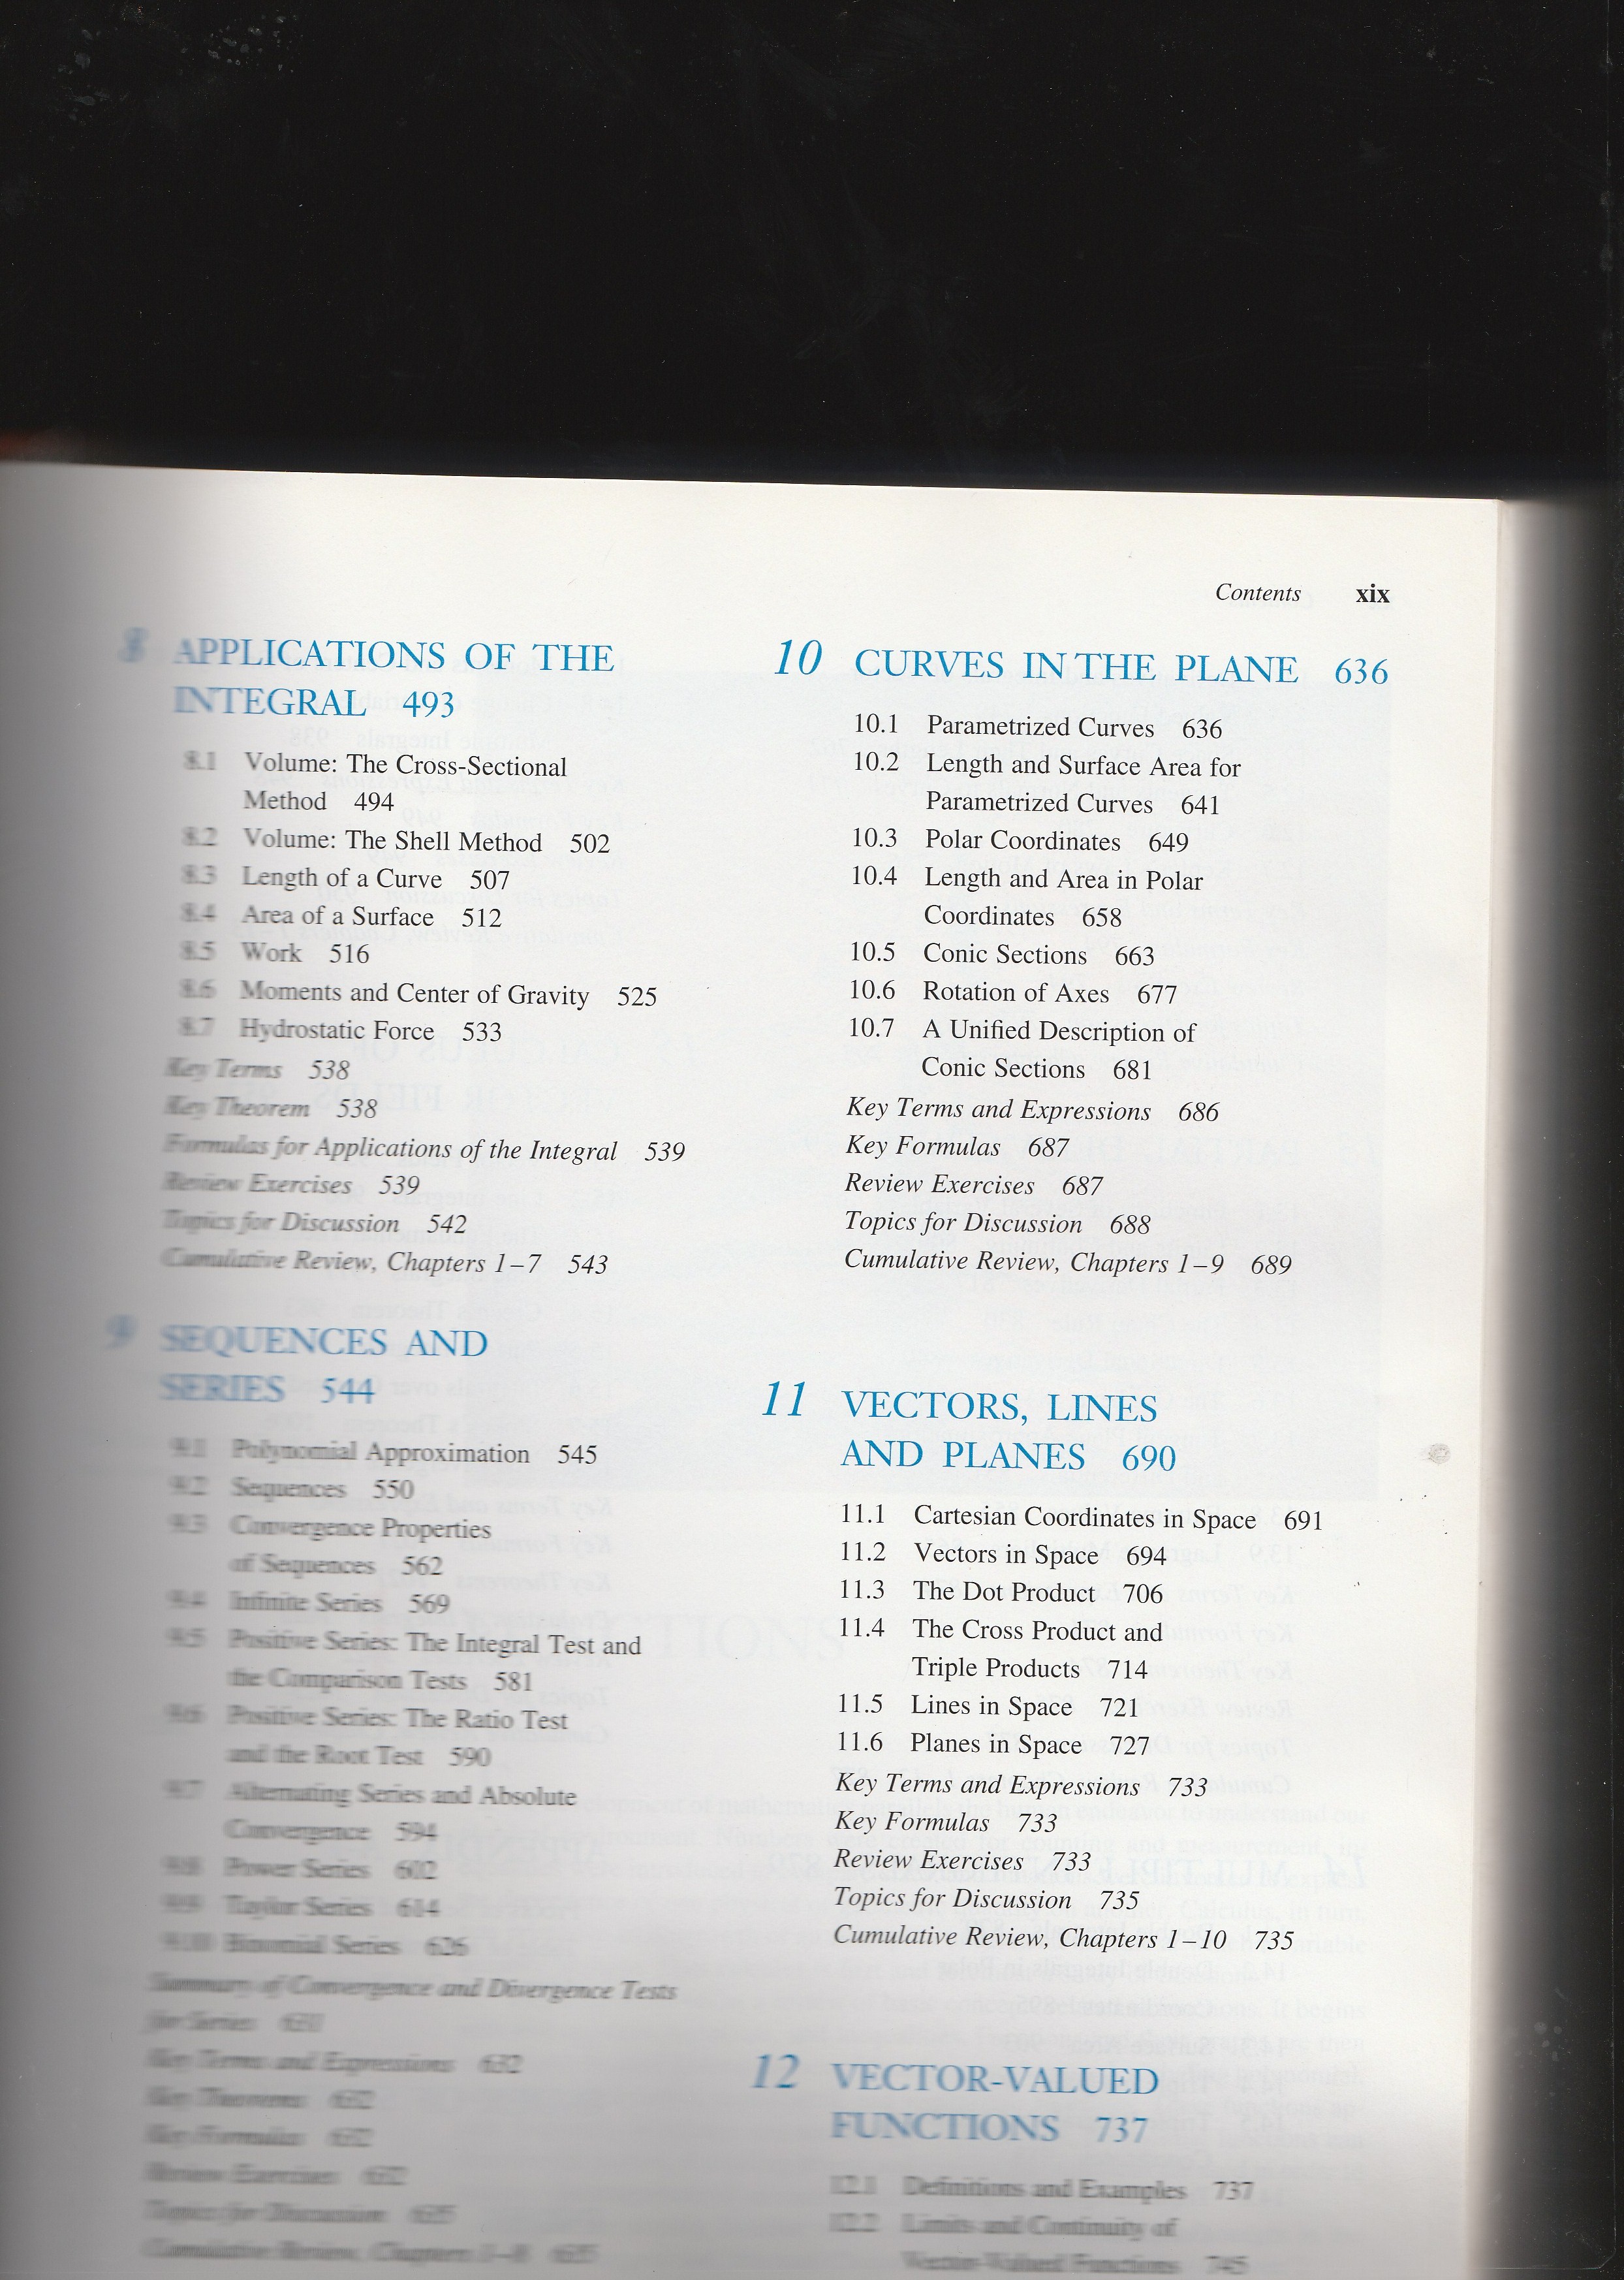 Contents xix
8 APPLICATIONS OF THE
INTEGRAL 493
8.1 Volume: The Cross-Sectional
Method 494
8.2 Volume: The Shell Method 502
8.3 Length of a Curve 507
8.4 Area of a Surface 512
8.5 Work 516
8.6 Moments and Center of Gravity 525
8.7 Hydrostatic Force 533
Key Terms 538
Key Theorem 538
Formulas for Applications of the Integral 539
Review Exercises 539
Topics for Discussion 542
Cumulative Review, Chapters 1–7 543
9 SEQUENCES AND
SERIES 544
9.1 Polynomial Approximation 545
9.2 Sequences 550
9.3 Convergence Properties
of Sequences 562
9.4 Infinite Series 569
9.5 Positive Series: The Integral Test and
the Comparison Tests 581
9.6 Positive Series: The Ratio Test
and the Root Test 590
9.7 Alternating Series and Absolute
Convergence 594
9.8 Power Series 602
9.9 Taylor Series 614
9.10 Binomial Series 626
Summary of Convergence and Divergence Tests
for Series
Key Terms and Expressions 632
Key Theorems 632
Key Formulas 632
Review Exercises 632
Topics for Discussion 635
Cumulative Review, Chapters 1–8 635
10 CURVES IN THE PLANE 636
10.1 Parametrized Curves 636
10.2 Length and Surface Area for
Parametrized Curves 641
10.3 Polar Coordinates 649
10.4 Length and Area in Polar
Coordinates 658
10.5 Conic Sections 663
10.6 Rotation of Axes 677
10.7 A Unified Description of
Conic Sections 681
Key Terms and Expressions 686
Key Formulas 687
Review Exercises 687
Topics for Discussion 688
Cumulative Review, Chapters 1–9 689
11 VECTORS, LINES
AND PLANES 690
11.1 Cartesian Coordinates in Space 691
11.2 Vectors in Space 694
11.3 The Dot Product 706
11.4 The Cross Product and
Triple Products 714
11.5 Lines in Space 721
11.6 Planes in Space 727
Key Terms and Expressions 733
Key Formulas 733
Review Exercises 733
Topics for Discussion 735
Cumulative Review, Chapters 1–10 735
12 VECTOR-VALUED
FUNCTIONS 737
12.1 Definitions and Examples 737
12.2 Limits and Continuity of
Vector-Valued Functions 745